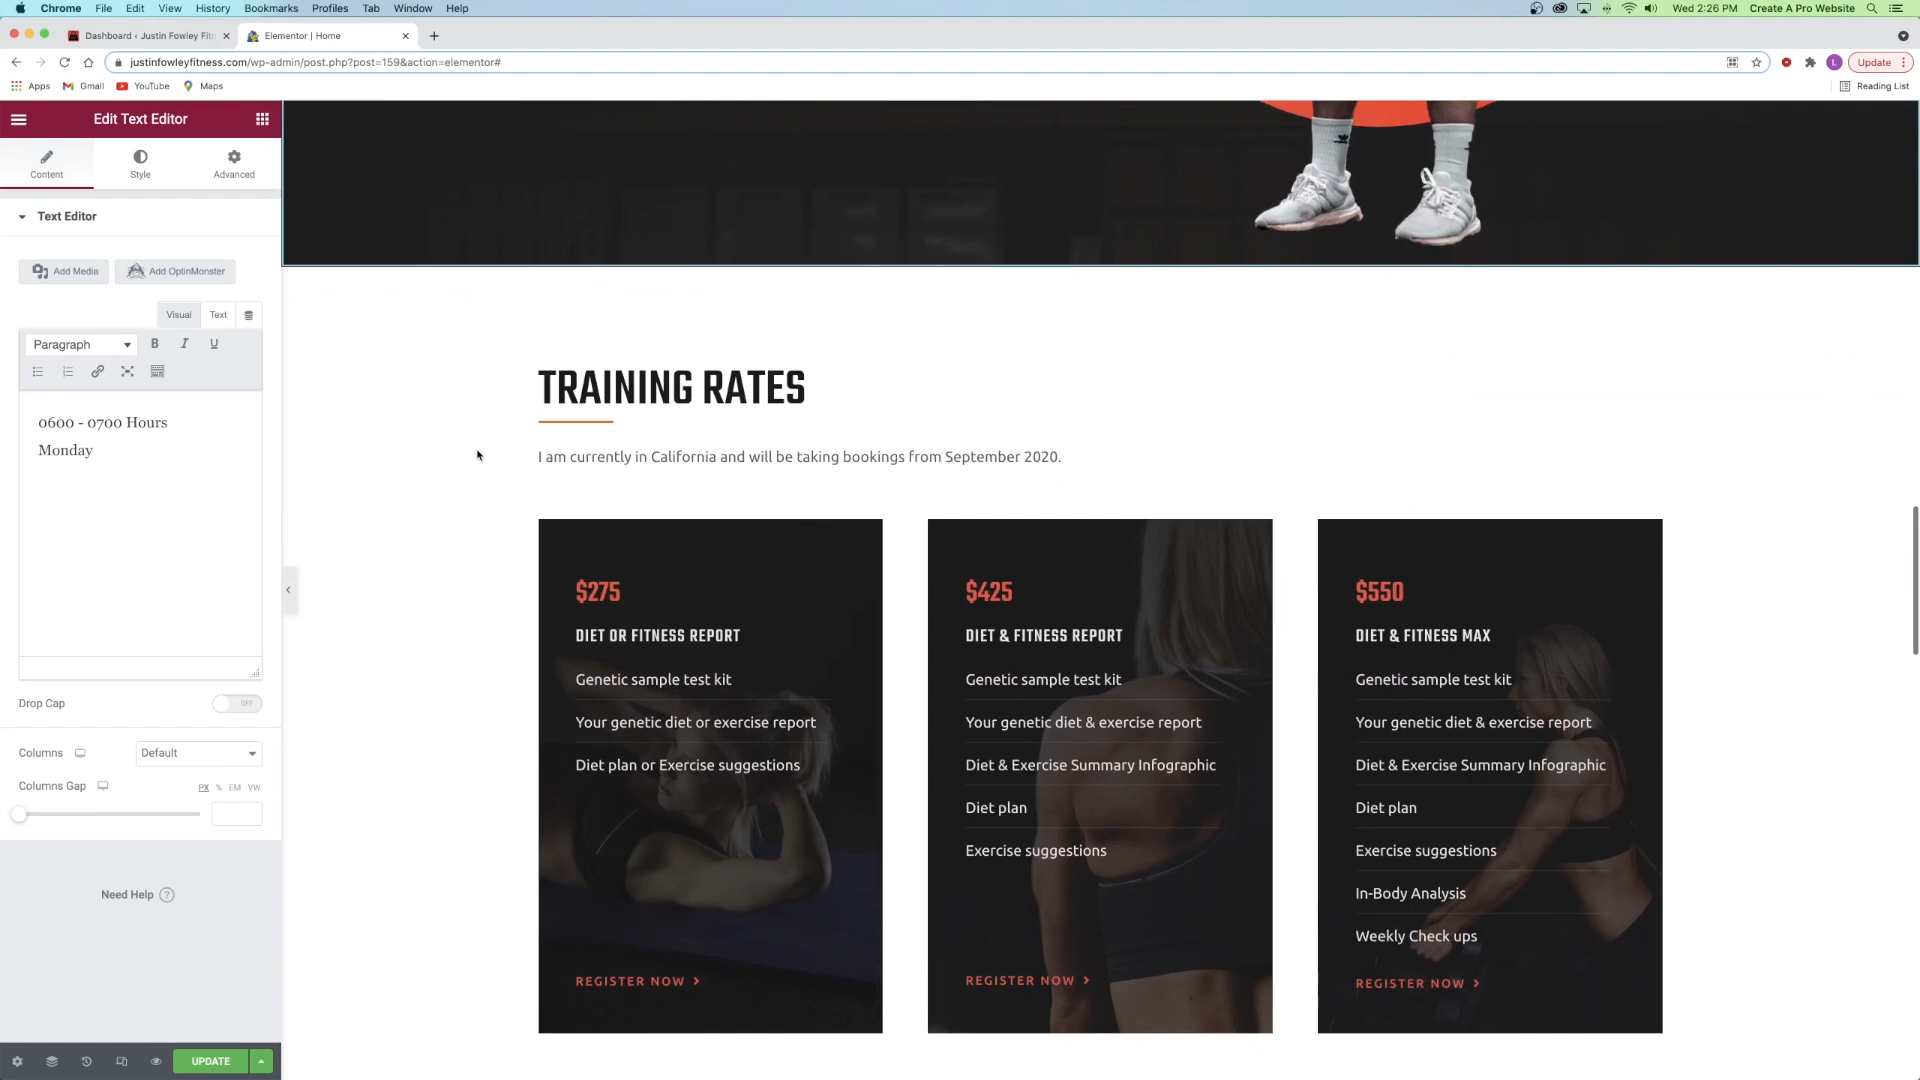 Chrome File Edit View History Bookmarks Profiles Tab Window Help
Wed 2:26 PM Create A Pro Website
Dashboard ‹ Justin Fowley Fit
Elementor | Home
justinfowleyfitness.com/wp-admin/post.php?post=159&action=elementor#
L
Update
Apps Gmail YouTube Maps
Reading List
Edit Text Editor
Content Style Advanced
Text Editor
Add Media Add OptinMonster
Visual Text
Paragraph B I U
0600 - 0700 Hours
Monday
Drop Cap OFF
Columns Default
Columns Gap PX % EM VW
Need Help ?
UPDATE
TRAINING RATES
I am currently in California and will be taking bookings from September 2020.
$275
DIET OR FITNESS REPORT
Genetic sample test kit
Your genetic diet or exercise report
Diet plan or Exercise suggestions
REGISTER NOW >
$425
DIET & FITNESS REPORT
Genetic sample test kit
Your genetic diet & exercise report
Diet & Exercise Summary Infographic
Diet plan
Exercise suggestions
REGISTER NOW >
$550
DIET & FITNESS MAX
Genetic sample test kit
Your genetic diet & exercise report
Diet & Exercise Summary Infographic
Diet plan
Exercise suggestions
In-Body Analysis
Weekly Check ups
REGISTER NOW >